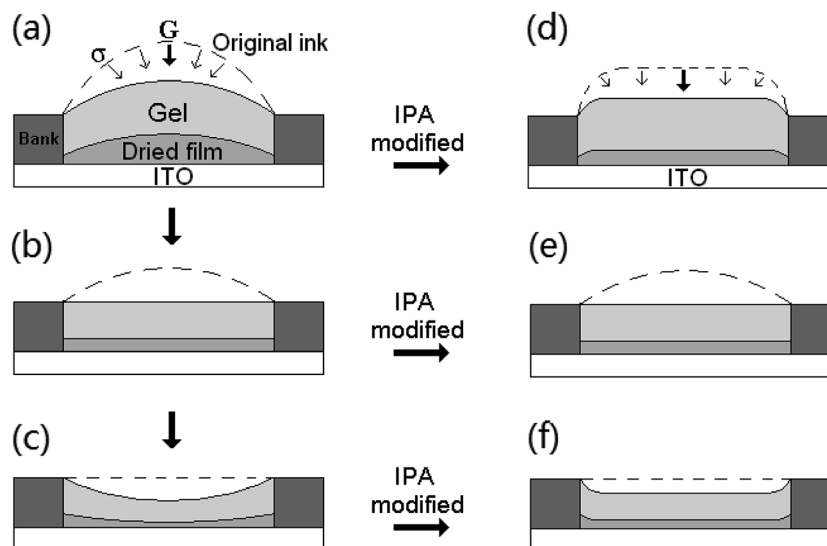 (a)
G
σ
Original ink
Gel
Bank
Dried film
ITO
IPA
modified
(d)
ITO
(b)
IPA
modified
(e)
(c)
IPA
modified
(f)